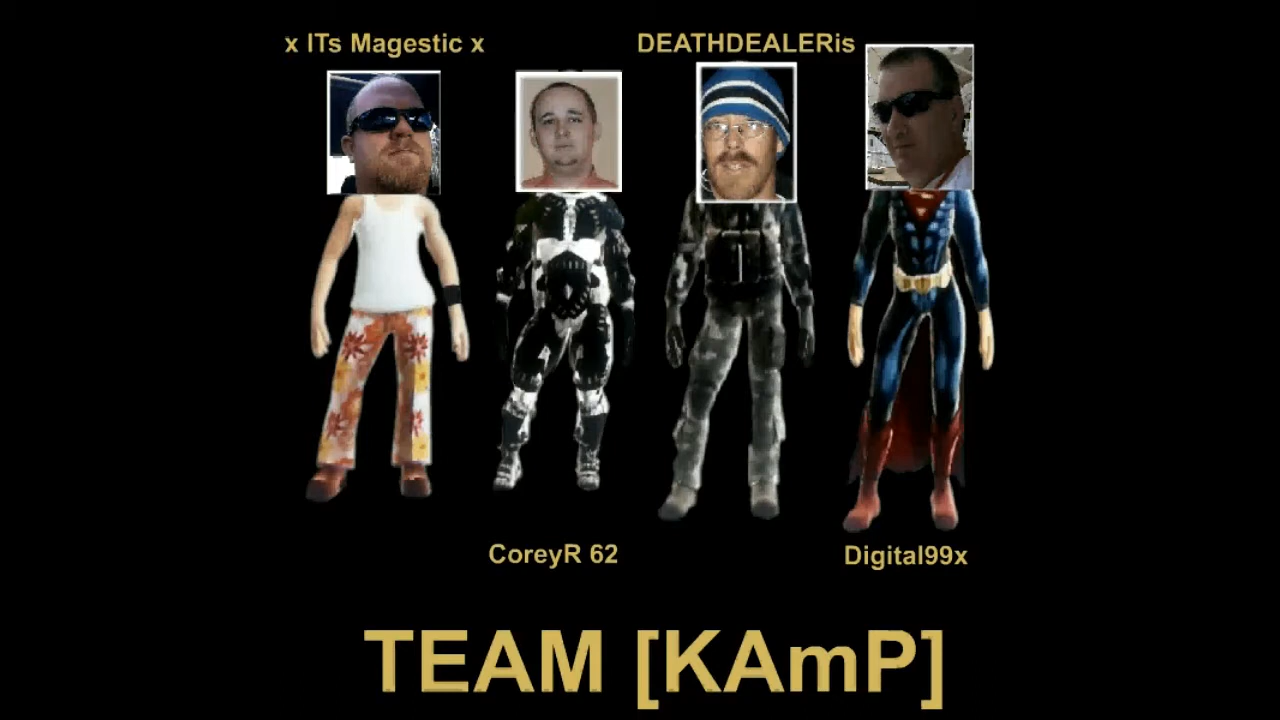 x ITs Magestic x
DEATHDEALERis
CoreyR 62
Digital99x
TEAM [KAmP]